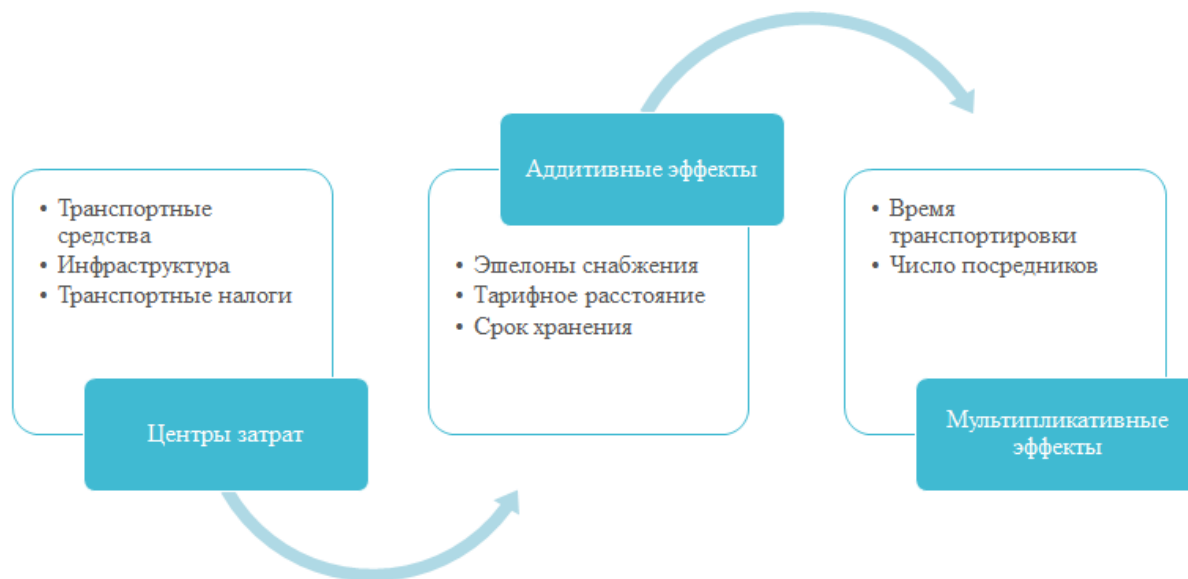 • Транспортные
средства
• Инфраструктура
• Транспортные налоги
Центры затрат
Аддитивные эффекты
• Эшелоны снабжения
• Тарифное расстояние
• Срок хранения
• Время
транспортировки
• Число посредников
Мультипликативные
эффекты